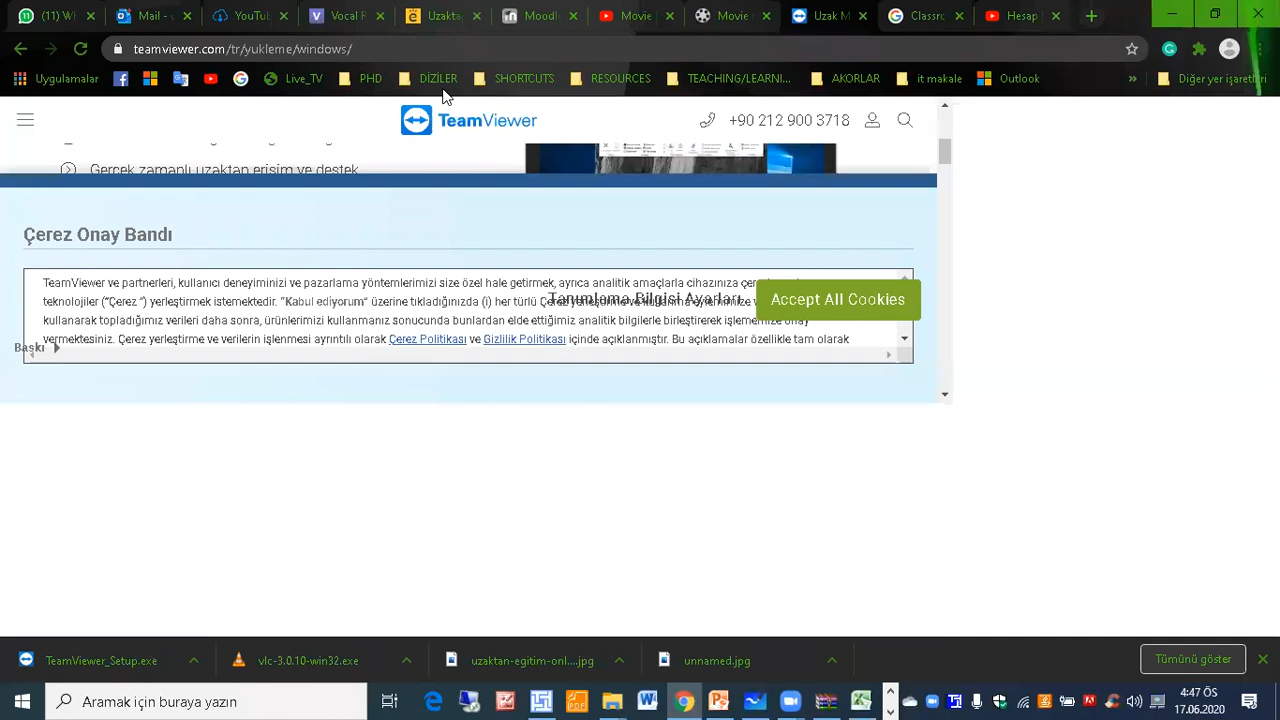 (11) W
Mail -
YouTu
Vocal R
Uzakta
Moodl
Movie
Movie
Uzak M
Classro
Hesap
teamviewer.com/tr/yukleme/windows/
Uygulamalar
Live_TV
PHD
DİZİLER
SHORTCUTS
RESOURCES
TEACHING/LEARNI...
AKORLAR
it makale
Outlook
»
Diğer yer işaretleri
TeamViewer
+90 212 900 3718
Gerçek zamanlı uzaktan erişim ve destek
Çerez Onay Bandı
TeamViewer ve partnerleri, kullanıcı deneyiminizi ve pazarlama yöntemlerimizi size özel hale getirmek, ayrıca analitik amaçlarla cihazınıza
teknolojiler ("Çerez ") yerleştirmek istemektedir. "Kabul ediyorum" üzerine tıkladığınızda (i) her türlü
kullanarak topladığımız verileri daha sonra, ürünlerimizi kullanmanız sonucunda bunlardan elde ettiğimiz analitik bilgilerle birleştirerek işlememize onay
vermektesiniz. Çerez yerleştirme ve verilerin işlenmesi ayrıntılı olarak Çerez Politikası ve Gizlilik Politikası içinde açıklanmıştır. Bu açıklamalar özellikle tam olarak
Tanımlama Bilgisi Ayarları
Accept All Cookies
Baskı
TeamViewer_Setup.exe
vlc-3.0.10-win32.exe
uzaktan-egitim-onl....jpg
unnamed.jpg
Tümünü göster
Aramak için buraya yazın
4:47 ÖS
17.06.2020